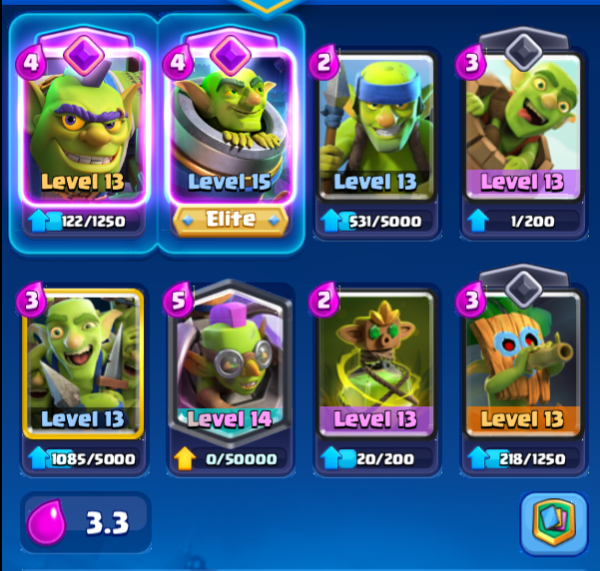 4
4
2
3
Level 13
Level 15
Level 13
Level 13
122/1250
Elite
531/5000
1/200
3
5
2
3
Level 13
Level 14
Level 13
Level 13
1085/5000
0/50000
20/200
218/1250
3.3